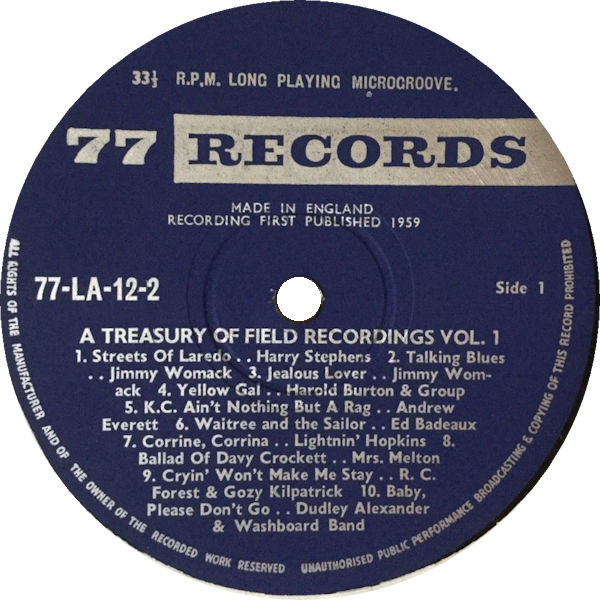 33⅓ R.P.M. LONG PLAYING MICROGROOVE.
77 RECORDS
MADE IN ENGLAND
RECORDING FIRST PUBLISHED 1959
77-LA-12-2
Side 1
A TREASURY OF FIELD RECORDINGS VOL. 1
1. Streets Of Laredo . . Harry Stephens 2. Talking Blues
. . Jimmy Womack 3. Jealous Lover . . Jimmy Wom-
ack 4. Yellow Gal . . Harold Burton & Group
5. K.C. Ain't Nothing But A Rag . . Andrew
Everett 6. Waitree and the Sailor . . Ed Badeaux
7. Corrine, Corrina . . Lightnin' Hopkins 8.
Ballad Of Davy Crockett . . Mrs. Melton
9. Cryin' Won't Make Me Stay . . R. C.
Forest & Gozy Kilpatrick 10. Baby,
Please Don't Go . . Dudley Alexander
& Washboard Band
ALL RIGHTS OF THE MANUFACTURER AND OF THE OWNER OF THE RECORDED WORK RESERVED UNAUTHORISED PUBLIC PERFORMANCE BROADCASTING & COPYING OF THIS RECORD PROHIBITED